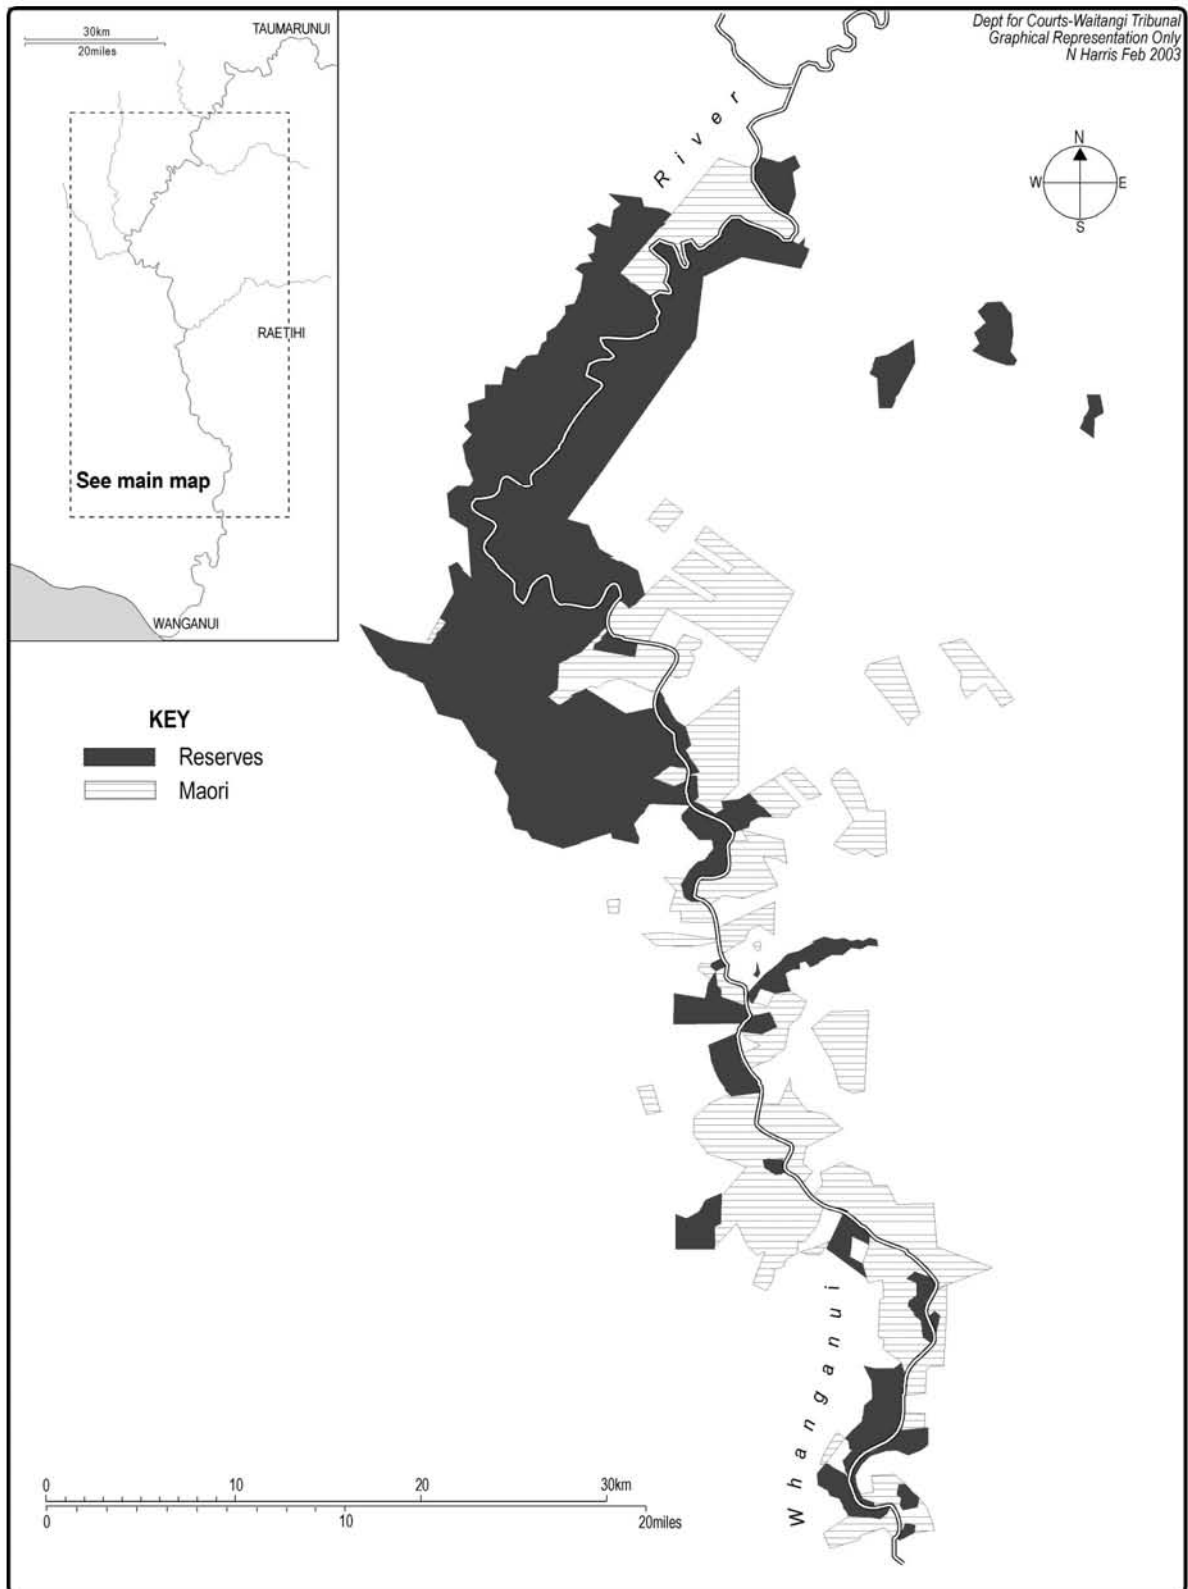 30km
20miles
TAUMARUNUI
RAETIHI
See main map
WANGANUI
Dept for Courts-Waitangi Tribunal
Graphical Representation Only
N Harris Feb 2003
N
W E
S
River
KEY
Reserves
Maori
Whanganui
0 10 20 30km
0 10 20miles